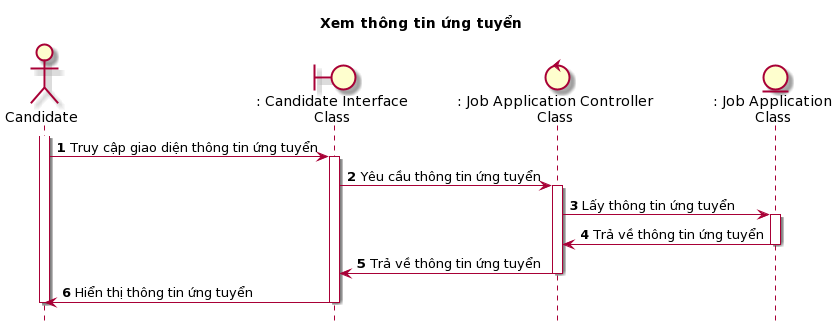 Xem thông tin ứng tuyển
Candidate
: Candidate Interface
Class
: Job Application Controller
Class
: Job Application
Class
1 Truy cập giao diện thông tin ứng tuyển
2 Yêu cầu thông tin ứng tuyển
3 Lấy thông tin ứng tuyển
4 Trả về thông tin ứng tuyển
5 Trả về thông tin ứng tuyển
6 Hiển thị thông tin ứng tuyển